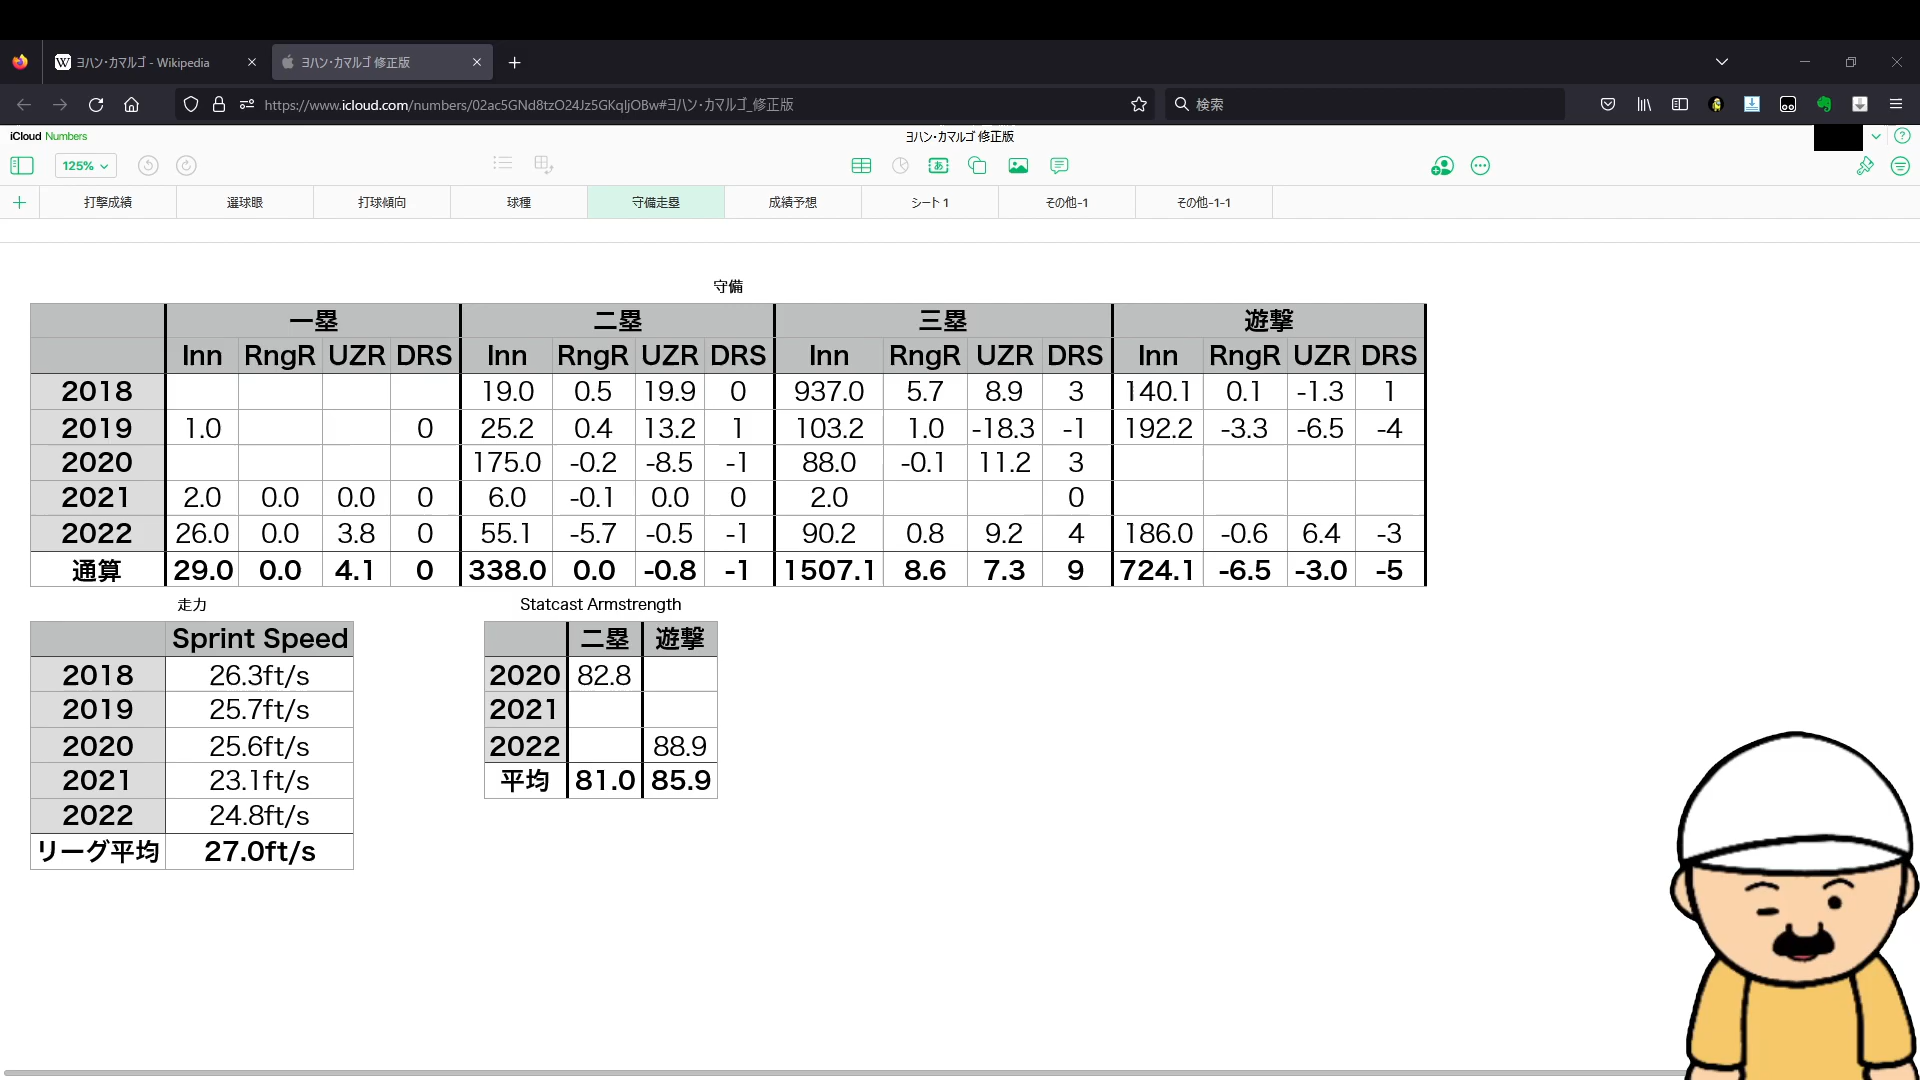 ヨハン・カマルゴ - Wikipedia
ヨハン・カマルゴ 修正版
https://www.icloud.com/numbers/02ac5GNd8tzO24Jz5GKqljOBw#ヨハン・カマルゴ_修正版
検索
iCloud Numbers
ヨハン・カマルゴ 修正版
125%
打撃成績 選球眼 打球傾向 球種 守備走塁 成績予想 シート 1 その他-1 その他-1-1
守備
一塁 二塁 三塁 遊撃
Inn RngR UZR DRS Inn RngR UZR DRS Inn RngR UZR DRS Inn RngR UZR DRS
2018 19.0 0.5 19.9 0 937.0 5.7 8.9 3 140.1 0.1 -1.3 1
2019 1.0 0 25.2 0.4 13.2 1 103.2 1.0 -18.3 -1 192.2 -3.3 -6.5 -4
2020 175.0 -0.2 -8.5 -1 88.0 -0.1 11.2 3
2021 2.0 0.0 0.0 0 6.0 -0.1 0.0 0 2.0 0
2022 26.0 0.0 3.8 0 55.1 -5.7 -0.5 -1 90.2 0.8 9.2 4 186.0 -0.6 6.4 -3
通算 29.0 0.0 4.1 0 338.0 0.0 -0.8 -1 1507.1 8.6 7.3 9 724.1 -6.5 -3.0 -5
走力
Sprint Speed
2018 26.3ft/s
2019 25.7ft/s
2020 25.6ft/s
2021 23.1ft/s
2022 24.8ft/s
リーグ平均 27.0ft/s
Statcast Armstrength
二塁 遊撃
2020 82.8
2021
2022 88.9
平均 81.0 85.9